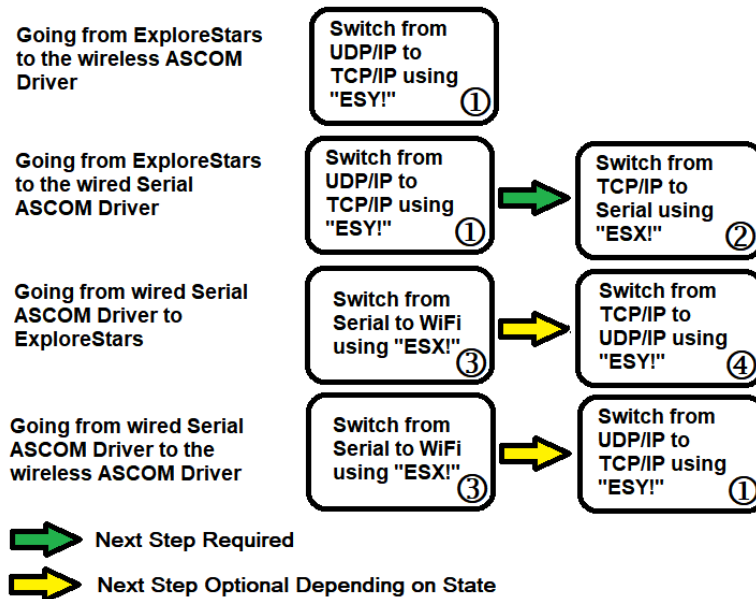 Going from ExploreStars
to the wireless ASCOM
Driver
Switch from
UDP/IP to
TCP/IP using
"ESY!"
①
Going from ExploreStars
to the wired Serial
ASCOM Driver
Switch from
UDP/IP to
TCP/IP using
"ESY!"
①
Switch from
TCP/IP to
Serial using
"ESX!"
②
Going from wired Serial
ASCOM Driver to
ExploreStars
Switch from
Serial to WiFi
using "ESX!"
③
Switch from
TCP/IP to
UDP/IP using
"ESY!"
④
Going from wired Serial
ASCOM Driver to the
wireless ASCOM Driver
Switch from
Serial to WiFi
using "ESX!"
③
Switch from
UDP/IP to
TCP/IP using
"ESY!"
①
Next Step Required
Next Step Optional Depending on State